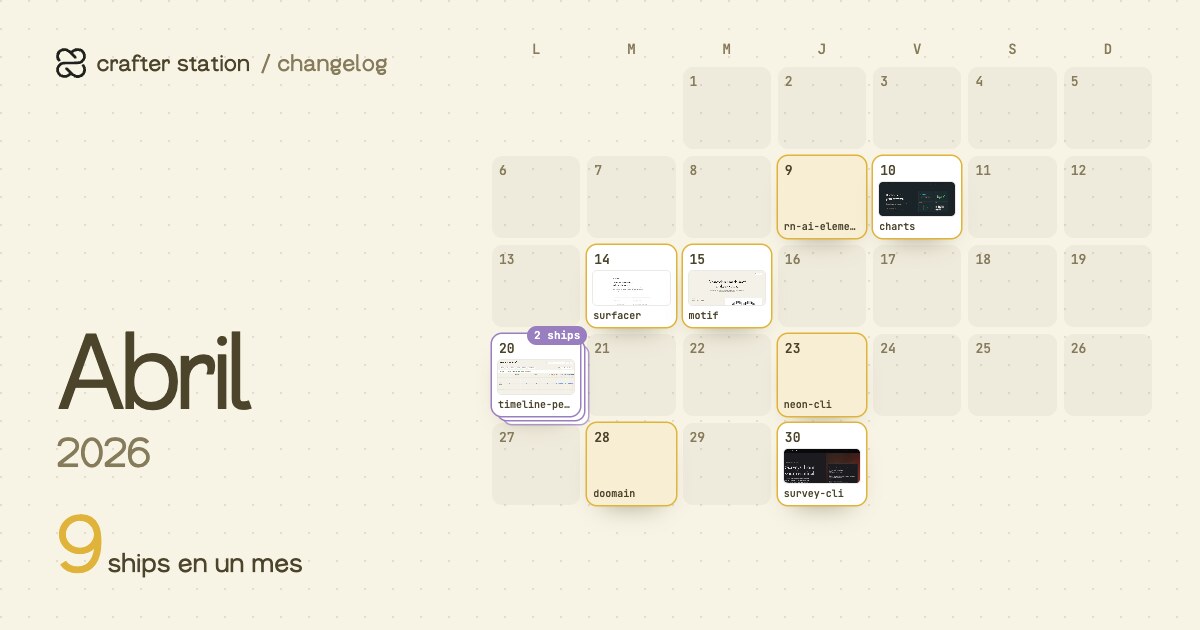 crafter station / changelog
L M M J V S D
1 2 3 4 5
6 7 8 9 10 11 12
rn-ai-eleme… charts
13 14 15 16 17 18 19
surfacer motif
2 ships
20 21 22 23 24 25 26
timeline-pe… neon-cli
27 28 29 30
doomain survey-cli
Abril
2026
9 ships en un mes